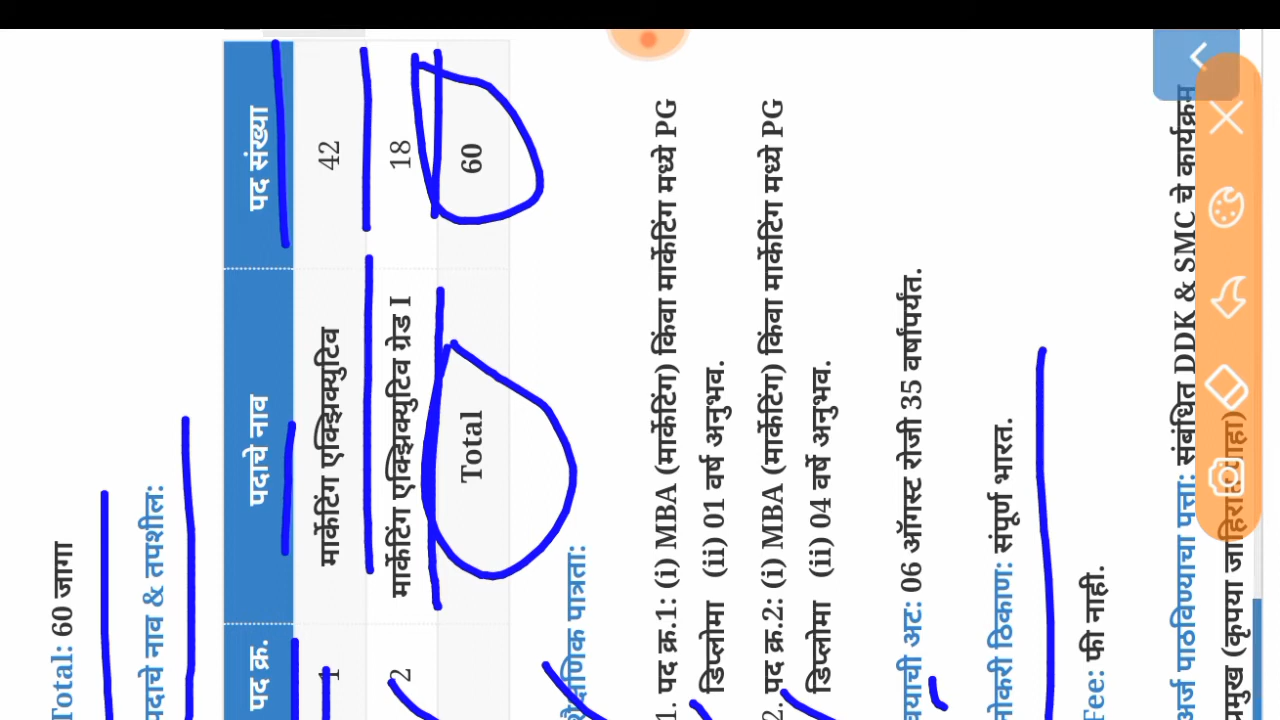 Total: 60 जागा
पदाचे नाव & तपशील:
पद क्र. पदाचे नाव पद संख्या
1 मार्केटिंग एक्झिक्युटिव 42
2 मार्केटिंग एक्झिक्युटिव ग्रेड I 18
Total 60
शैक्षणिक पात्रता:
1. पद क्र.1: (i) MBA (मार्केटिंग) किंवा मार्केटिंग मध्ये PG
डिप्लोमा (ii) 01 वर्ष अनुभव.
2. पद क्र.2: (i) MBA (मार्केटिंग) किंवा मार्केटिंग मध्ये PG
डिप्लोमा (ii) 04 वर्षे अनुभव.
वयाची अट: 06 ऑगस्ट रोजी 35 वर्षांपर्यंत.
नोकरी ठिकाण: संपूर्ण भारत.
Fee: फी नाही.
अर्ज पाठविण्याचा पत्ता: संबंधित DDK & SMC चे कार्यक्रम
प्रमुख (कृपया जाहिरात पाहा)